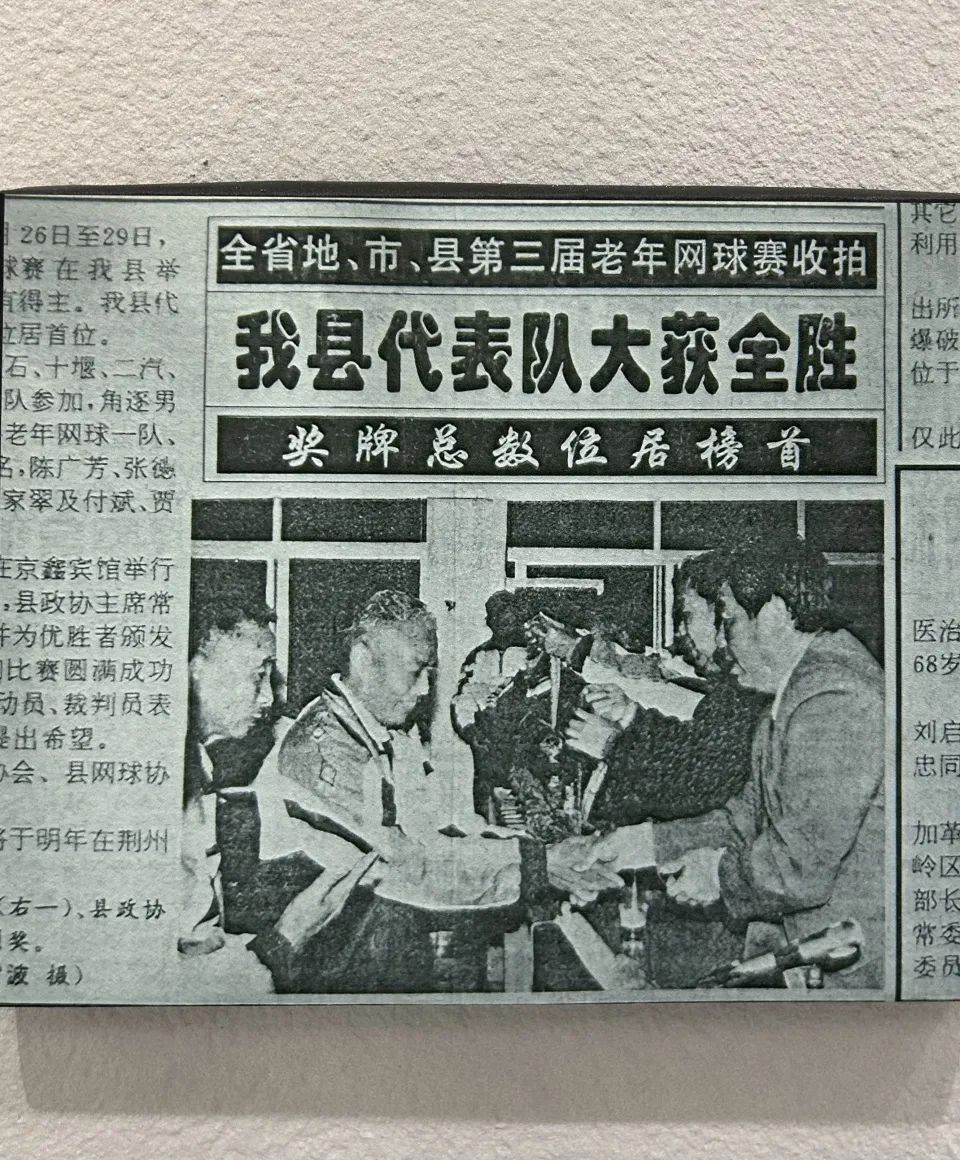 全省地、市、县第三届老年网球赛收拍
我县代表队大获全胜
奖牌总数位居榜首
26日至29日，
球赛在我县举
有得主。我县代
立居首位。
石、十堰、二汽、
队参加，角逐男
老年网球一队、
名，陈广芳、张德
家翠及付斌、贾
在京鑫宾馆举行
，县政协主席常
并为优胜者颁发
比赛圆满成功
动员、裁判员表
提出希望。
办会、县网球协
将于明年在荆州
（右一）、县政协
奖。
波 摄）
其它
利用
出所
爆破
位于
仅此
医治
68岁
刘启
忠同
加革
岭区
部长
常委
委员